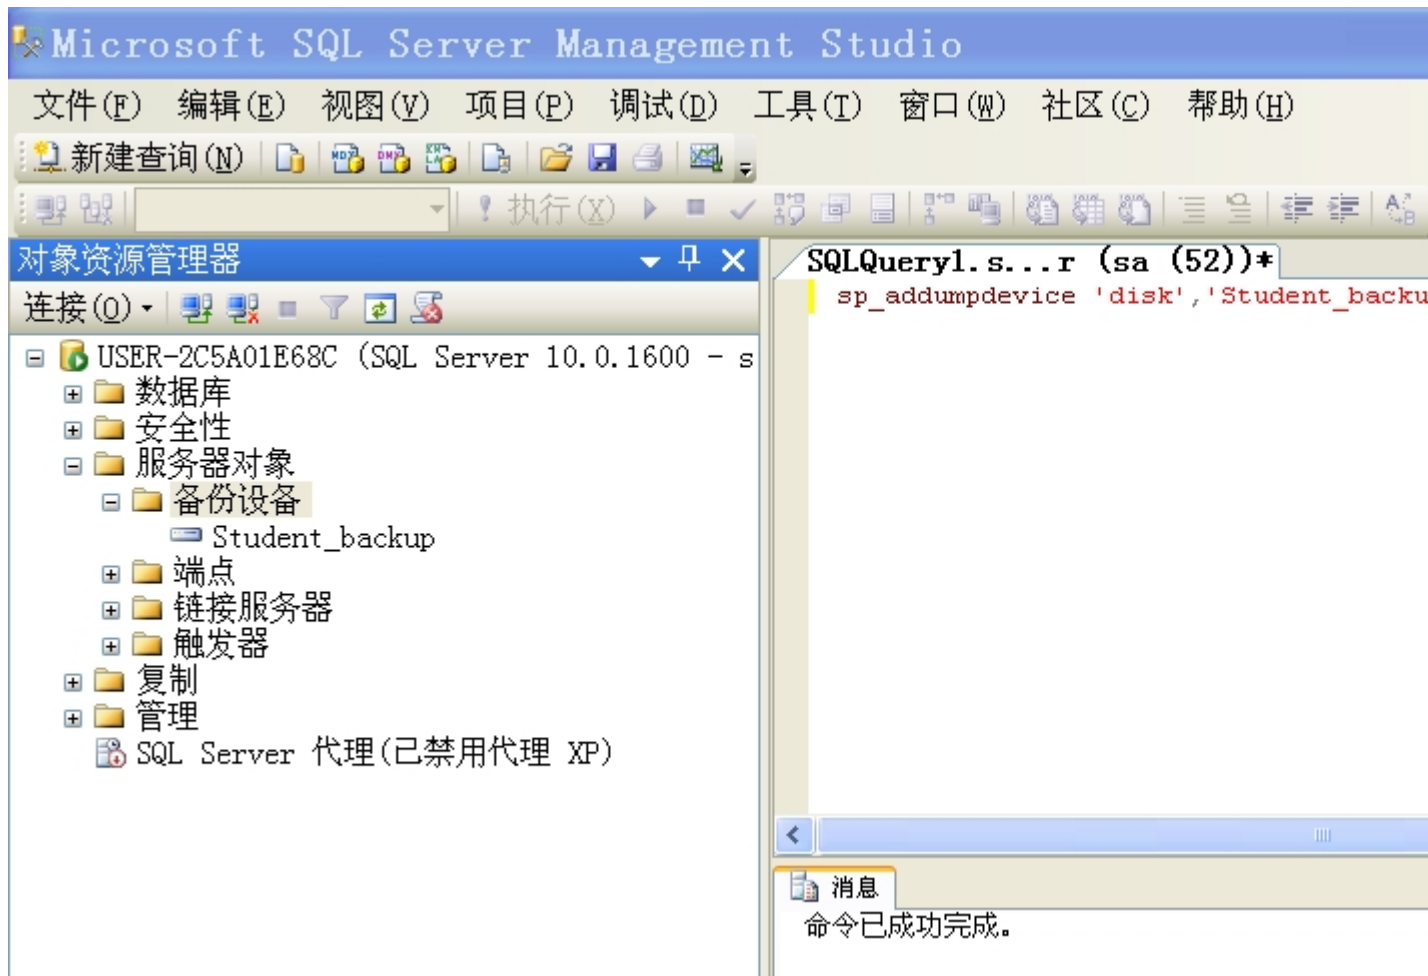 Microsoft SQL Server Management Studio
文件(F) 编辑(E) 视图(V) 项目(P) 调试(D) 工具(T) 窗口(W) 社区(C) 帮助(H)
新建查询(N)
执行(X)
对象资源管理器
连接(O)
USER-2C5A01E68C (SQL Server 10.0.1600 - s
数据库
安全性
服务器对象
备份设备
Student_backup
端点
链接服务器
触发器
复制
管理
SQL Server 代理(已禁用代理 XP)
SQLQuery1.s...r (sa (52))*
sp_addumpdevice 'disk','Student_backu
消息
命令已成功完成。